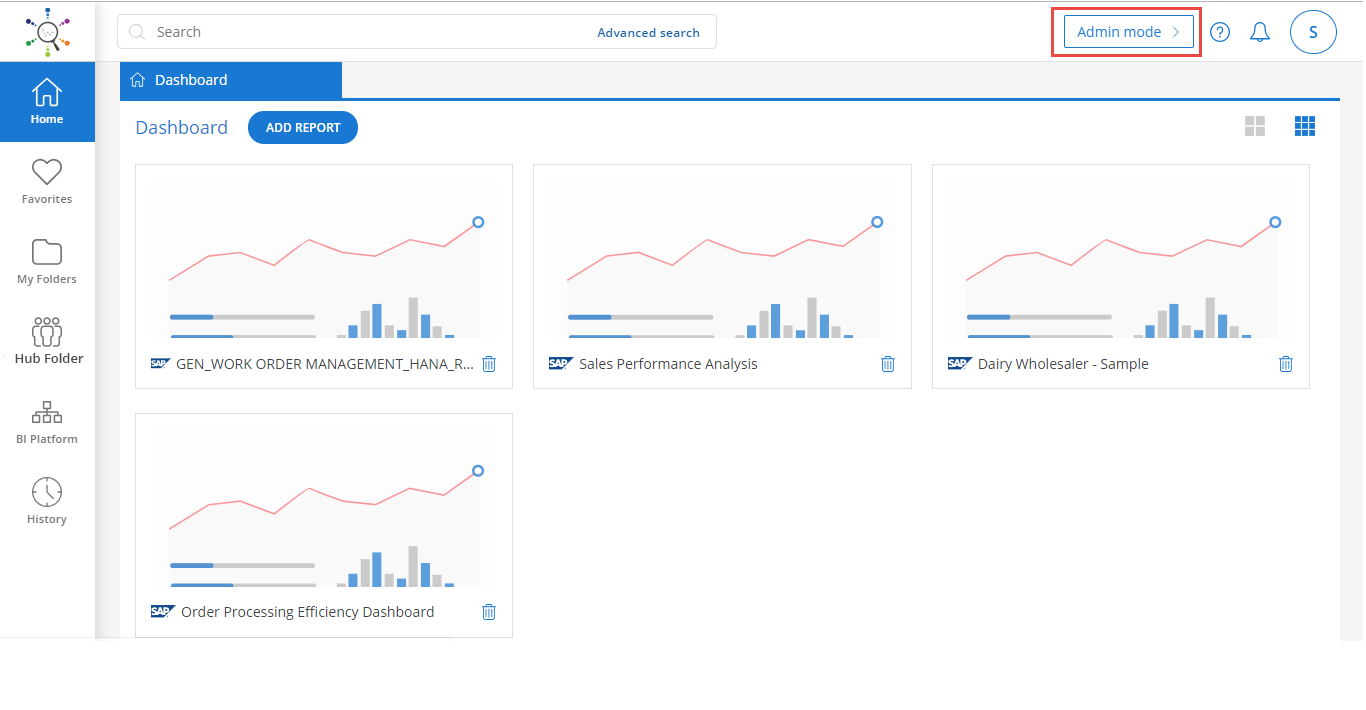 Search
Advanced search
Admin mode
?
S
Home
Favorites
My Folders
Hub Folder
BI Platform
History
Dashboard
Dashboard
ADD REPORT
SAP GEN_WORK ORDER MANAGEMENT_HANA_R...
SAP Sales Performance Analysis
SAP Dairy Wholesaler - Sample
SAP Order Processing Efficiency Dashboard